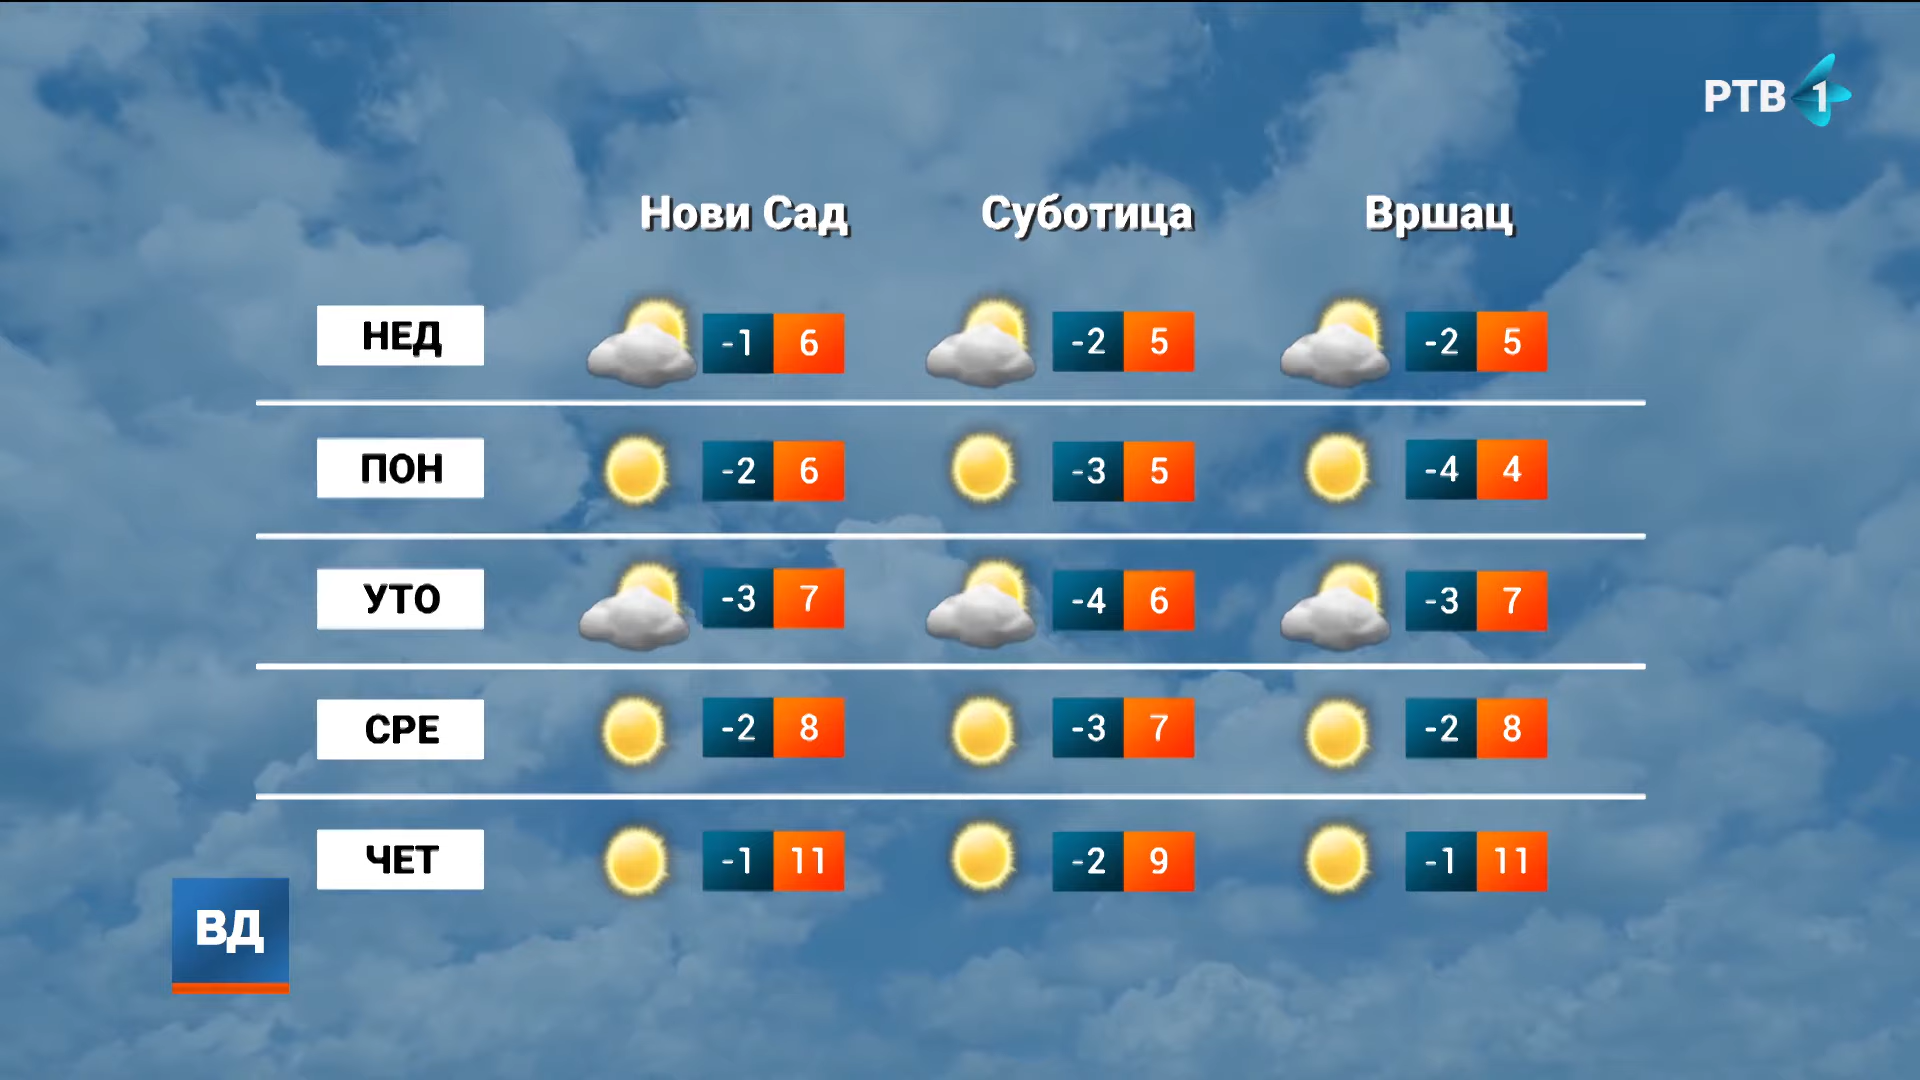 РТВ 1
Нови Сад Суботица Вршац
НЕД -1 6 -2 5 -2 5
ПОН -2 6 -3 5 -4 4
УТО -3 7 -4 6 -3 7
СРЕ -2 8 -3 7 -2 8
ЧЕТ -1 11 -2 9 -1 11
ВД